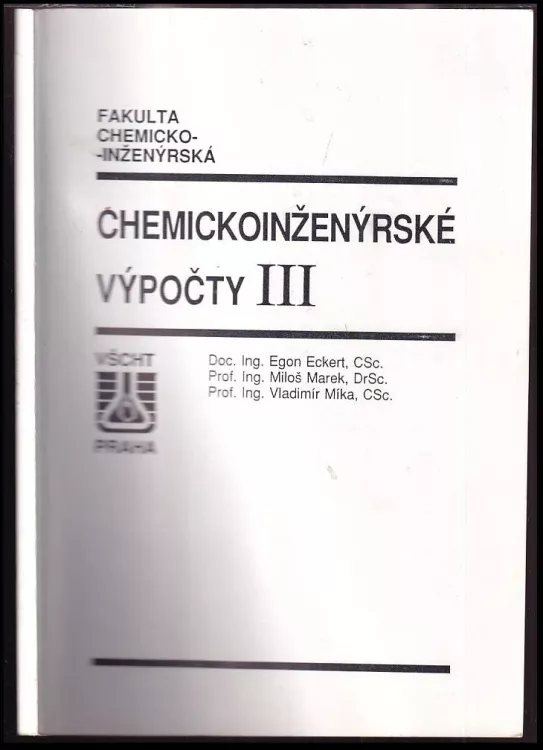 FAKULTA
CHEMICKO-
-INŽENÝRSKÁ
CHEMICKOINŽENÝRSKÉ
VÝPOČTY III
Doc. Ing. Egon Eckert, CSc.
Prof. Ing. Miloš Marek, DrSc.
Prof. Ing. Vladimír Míka, CSc.
VŠCHT
PRAHA